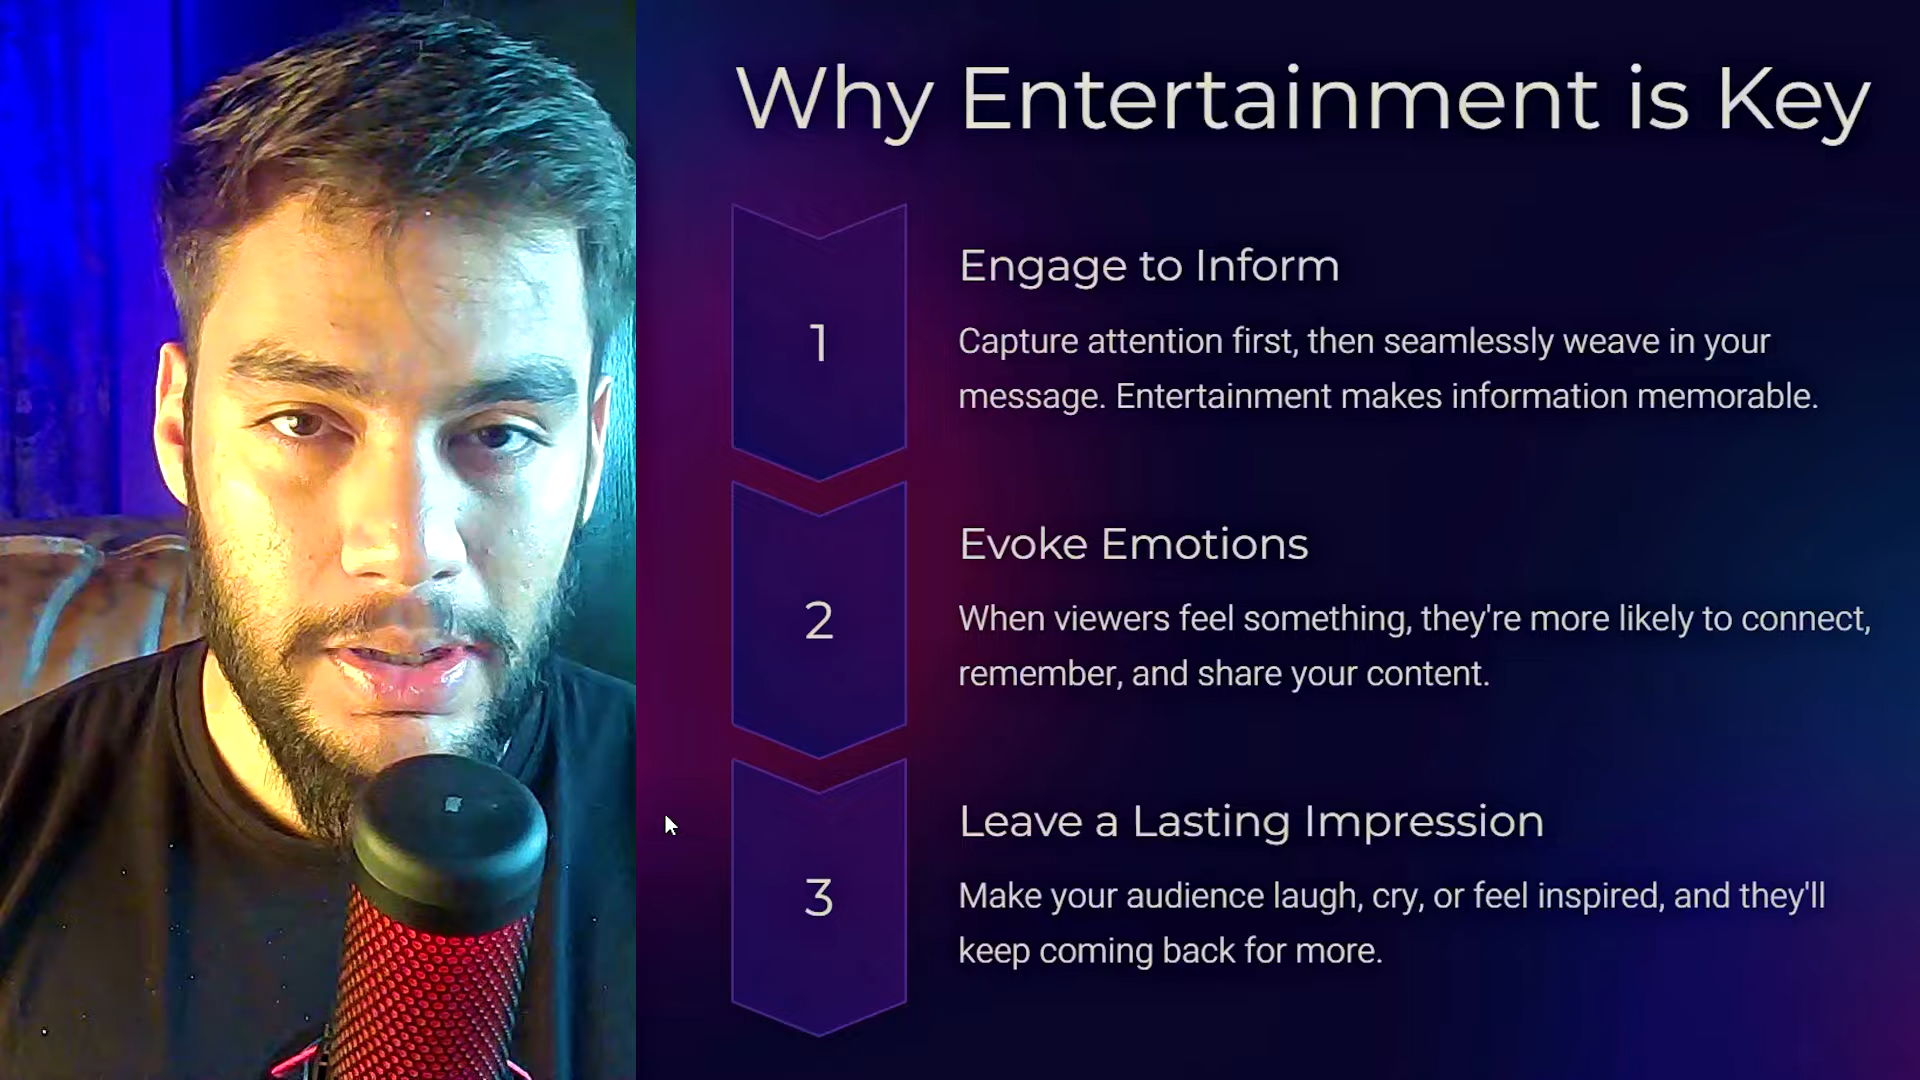 Why Entertainment is Key
1
Engage to Inform
Capture attention first, then seamlessly weave in your
message. Entertainment makes information memorable.
2
Evoke Emotions
When viewers feel something, they're more likely to connect,
remember, and share your content.
3
Leave a Lasting Impression
Make your audience laugh, cry, or feel inspired, and they'll
keep coming back for more.